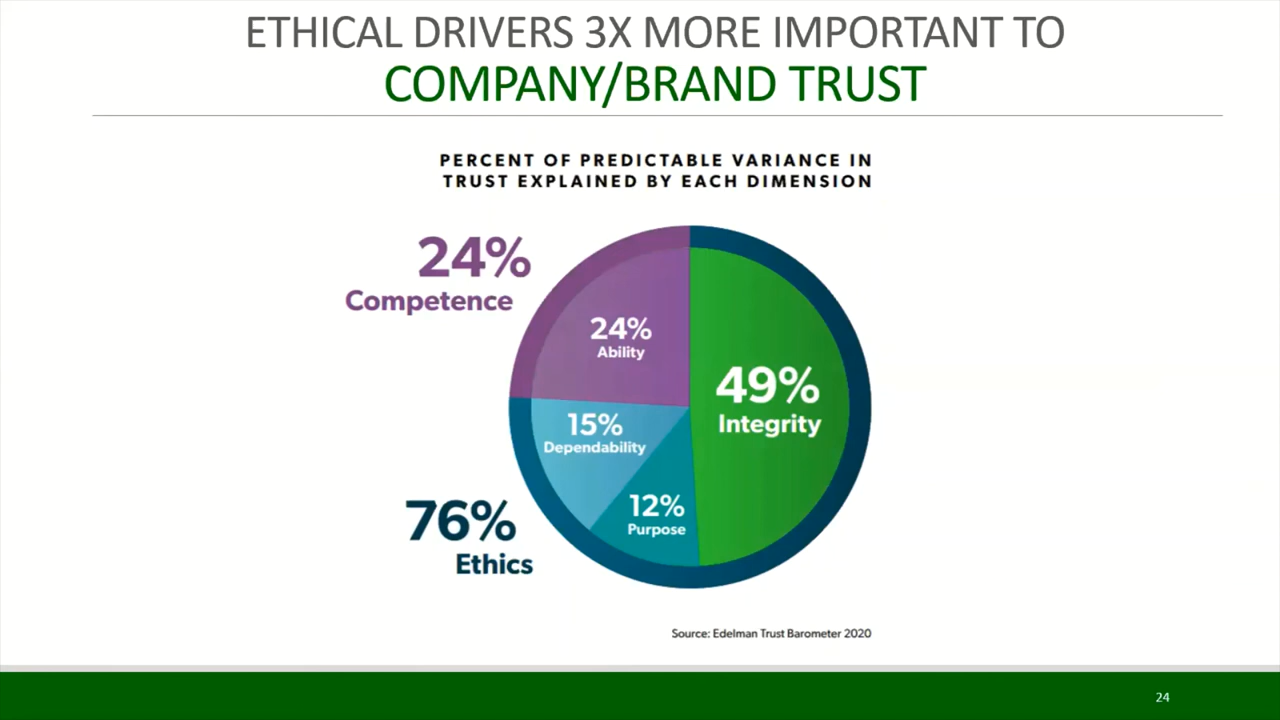 ETHICAL DRIVERS 3X MORE IMPORTANT TO
COMPANY/BRAND TRUST
PERCENT OF PREDICTABLE VARIANCE IN
TRUST EXPLAINED BY EACH DIMENSION
24%
Competence
24%
Ability
49%
Integrity
15%
Dependability
12%
Purpose
76%
Ethics
Source: Edelman Trust Barometer 2020
24